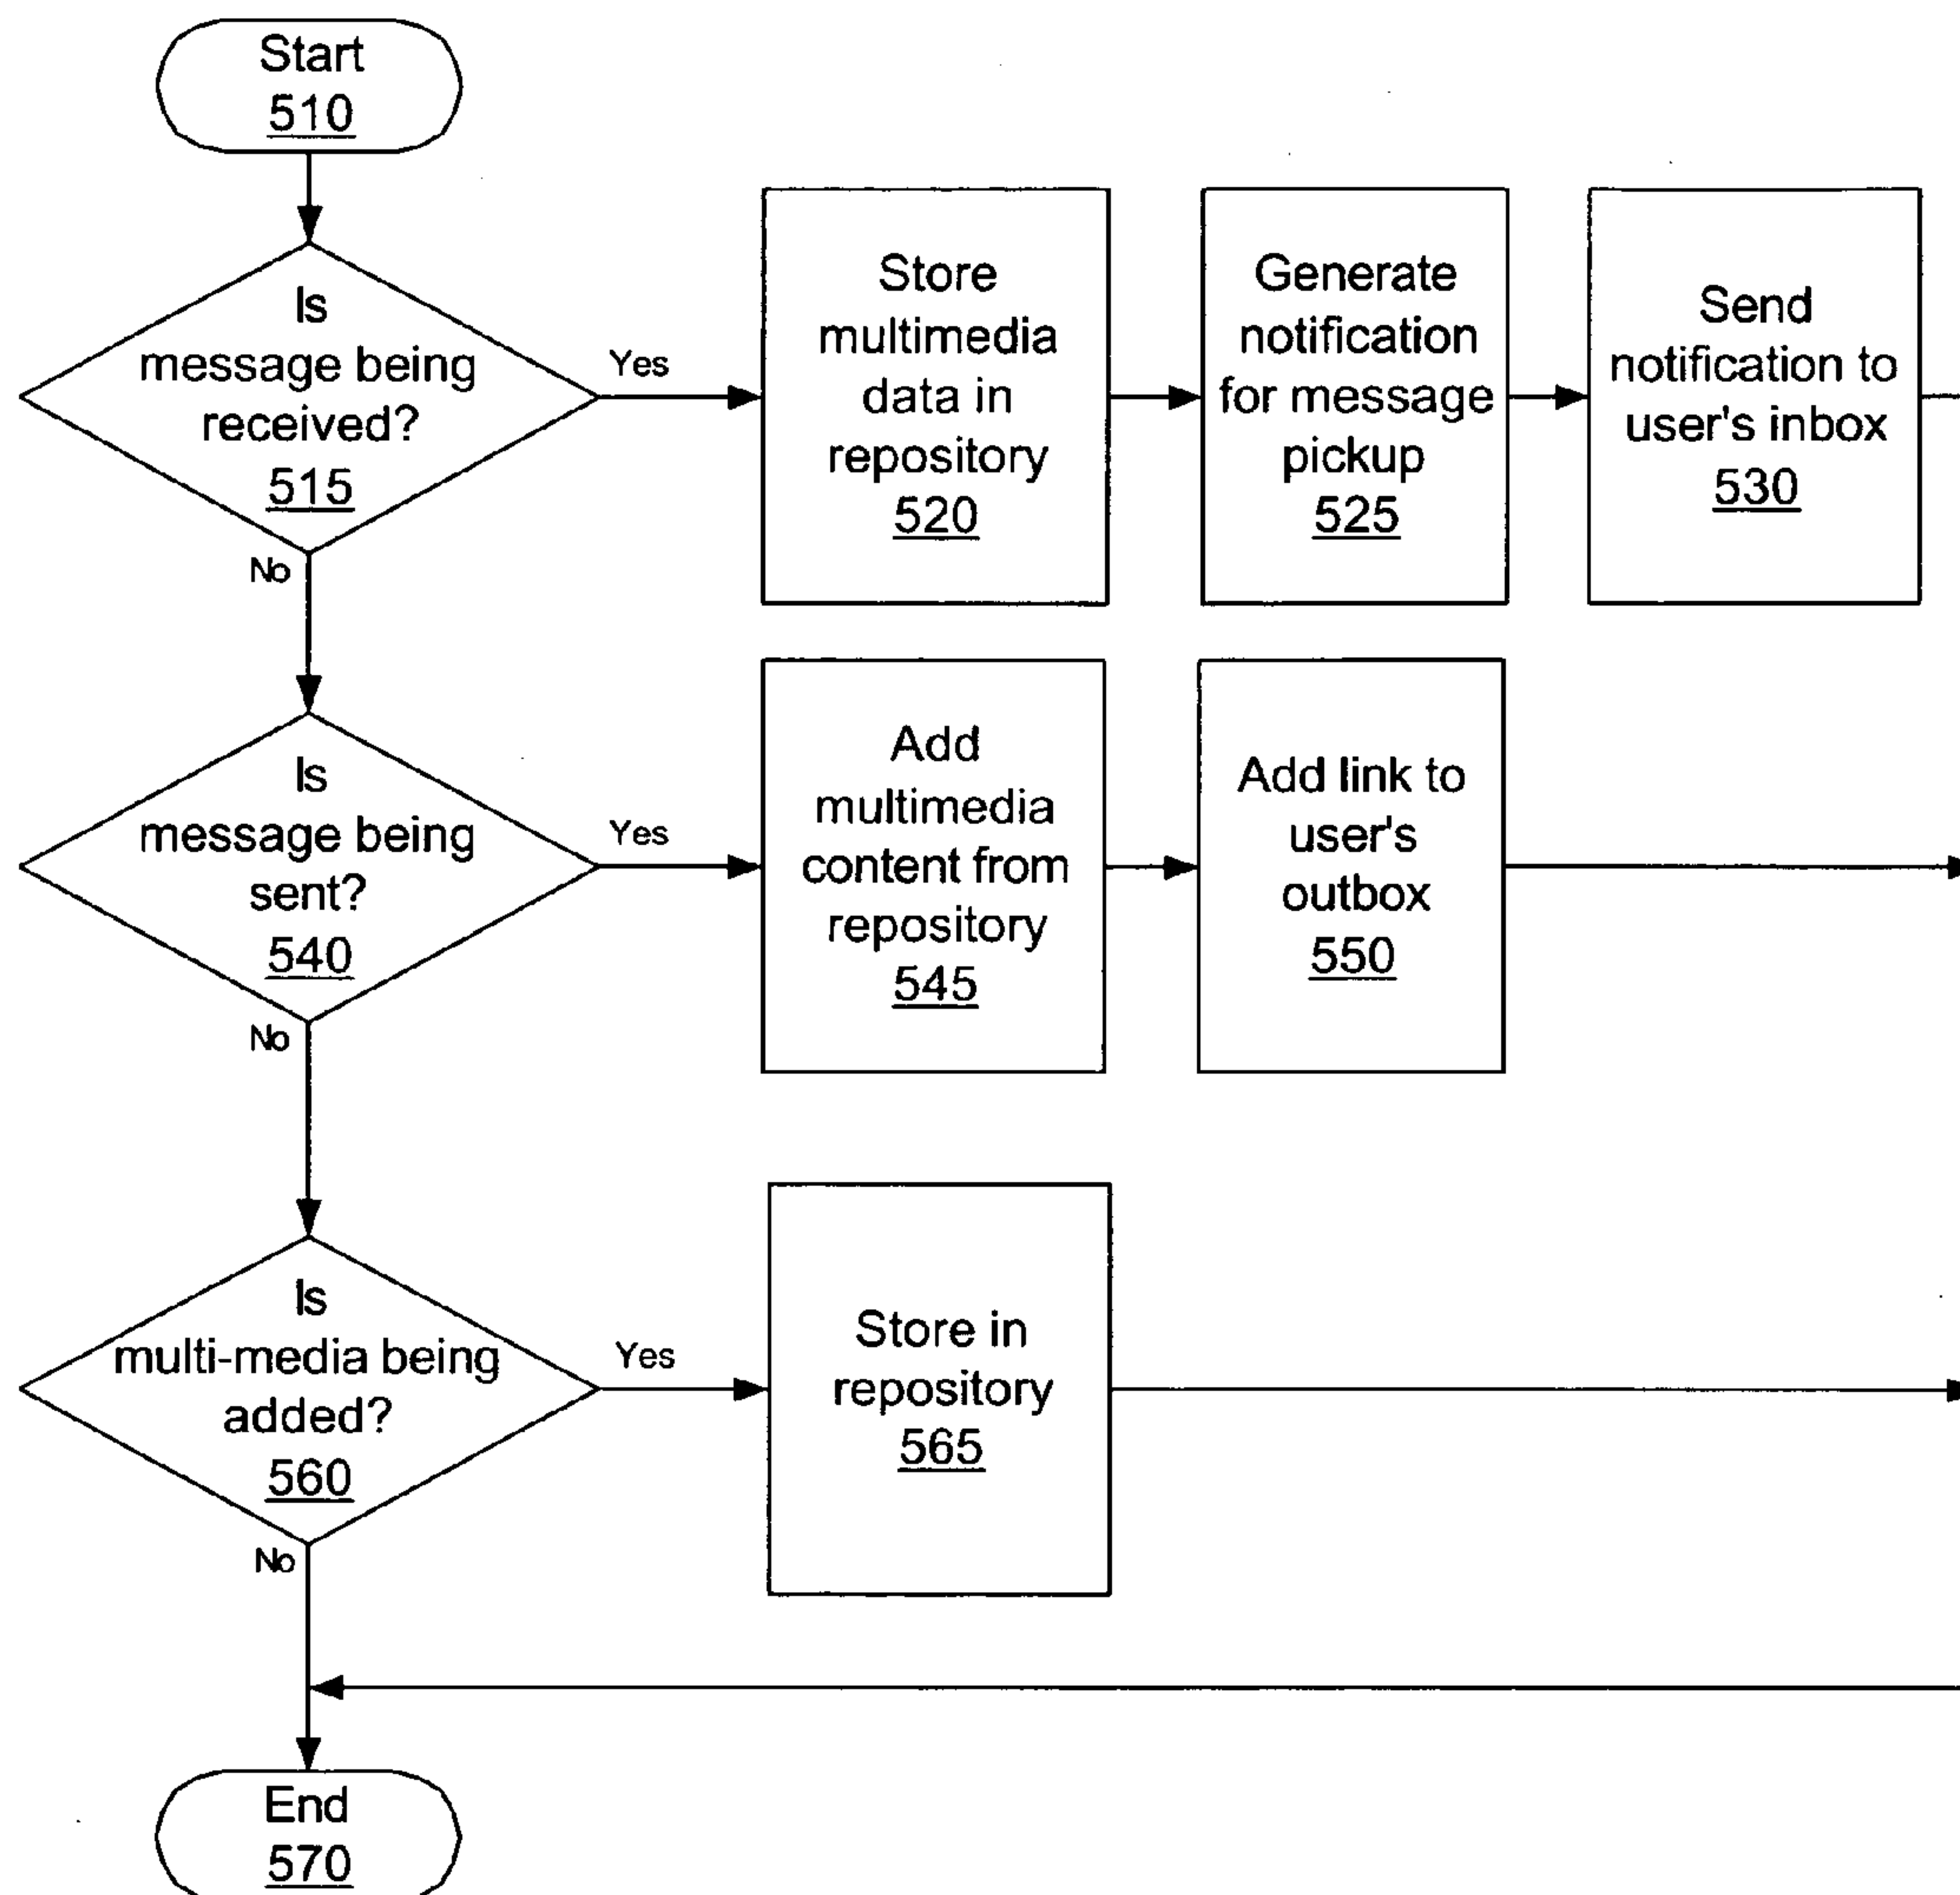 Start
510
Is
message being
received?
515
Yes
No
Store
multimedia
data in
repository
520
Generate
notification
for message
pickup
525
Send
notification to
user's inbox
530
Is
message being
sent?
540
Yes
No
Add
multimedia
content from
repository
545
Add link to
user's
outbox
550
Is
multi-media being
added?
560
Yes
No
Store in
repository
565
End
570